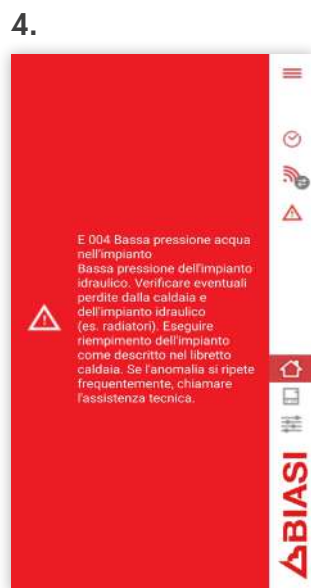 4.
E 004 Bassa pressione acqua
nell'impianto
Bassa pressione dell'impianto
idraulico. Verificare eventuali
perdite dalla caldaia e
dell'impianto idraulico
(es. radiatori). Eseguire
riempimento dell'impianto
come descritto nel libretto
caldaia. Se l'anomalia si ripete
frequentemente, chiamare
l'assistenza tecnica.
BIASI